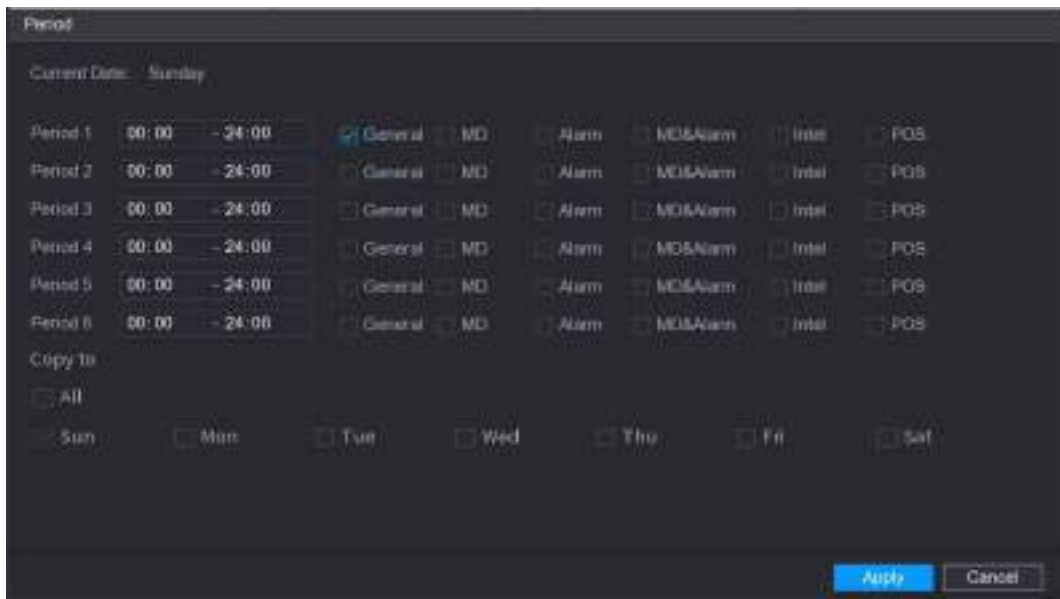 Period
Current Date: Sunday
Period 1 00:00 - 24:00 General MD Alarm MD&Alarm Intel POS
Period 2 00:00 - 24:00 General MD Alarm MD&Alarm Intel POS
Period 3 00:00 - 24:00 General MD Alarm MD&Alarm Intel POS
Period 4 00:00 - 24:00 General MD Alarm MD&Alarm Intel POS
Period 5 00:00 - 24:00 General MD Alarm MD&Alarm Intel POS
Period 6 00:00 - 24:00 General MD Alarm MD&Alarm Intel POS
Copy to
All
Sun Mon Tue Wed Thu Fri Sat
Apply Cancel